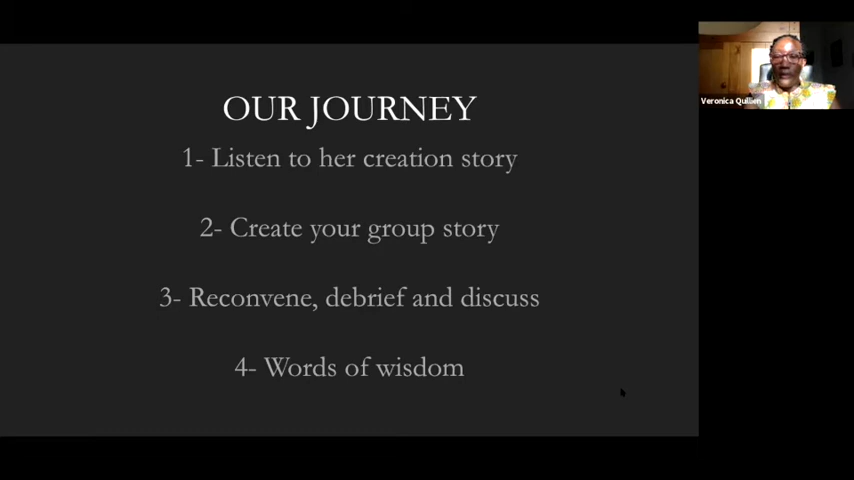 OUR JOURNEY
1- Listen to her creation story
2- Create your group story
3- Reconvene, debrief and discuss
4- Words of wisdom
Veronica Quillien